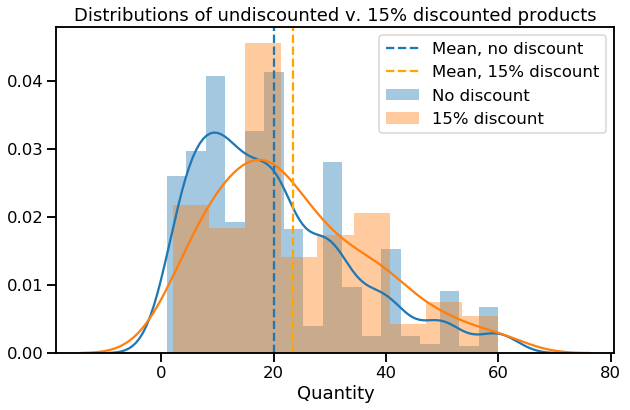 Distributions of undiscounted v. 15% discounted products
Mean, no discount
Mean, 15% discount
No discount
15% discount
0.04
0.03
0.02
0.01
0.00
0 20 40 60 80
Quantity